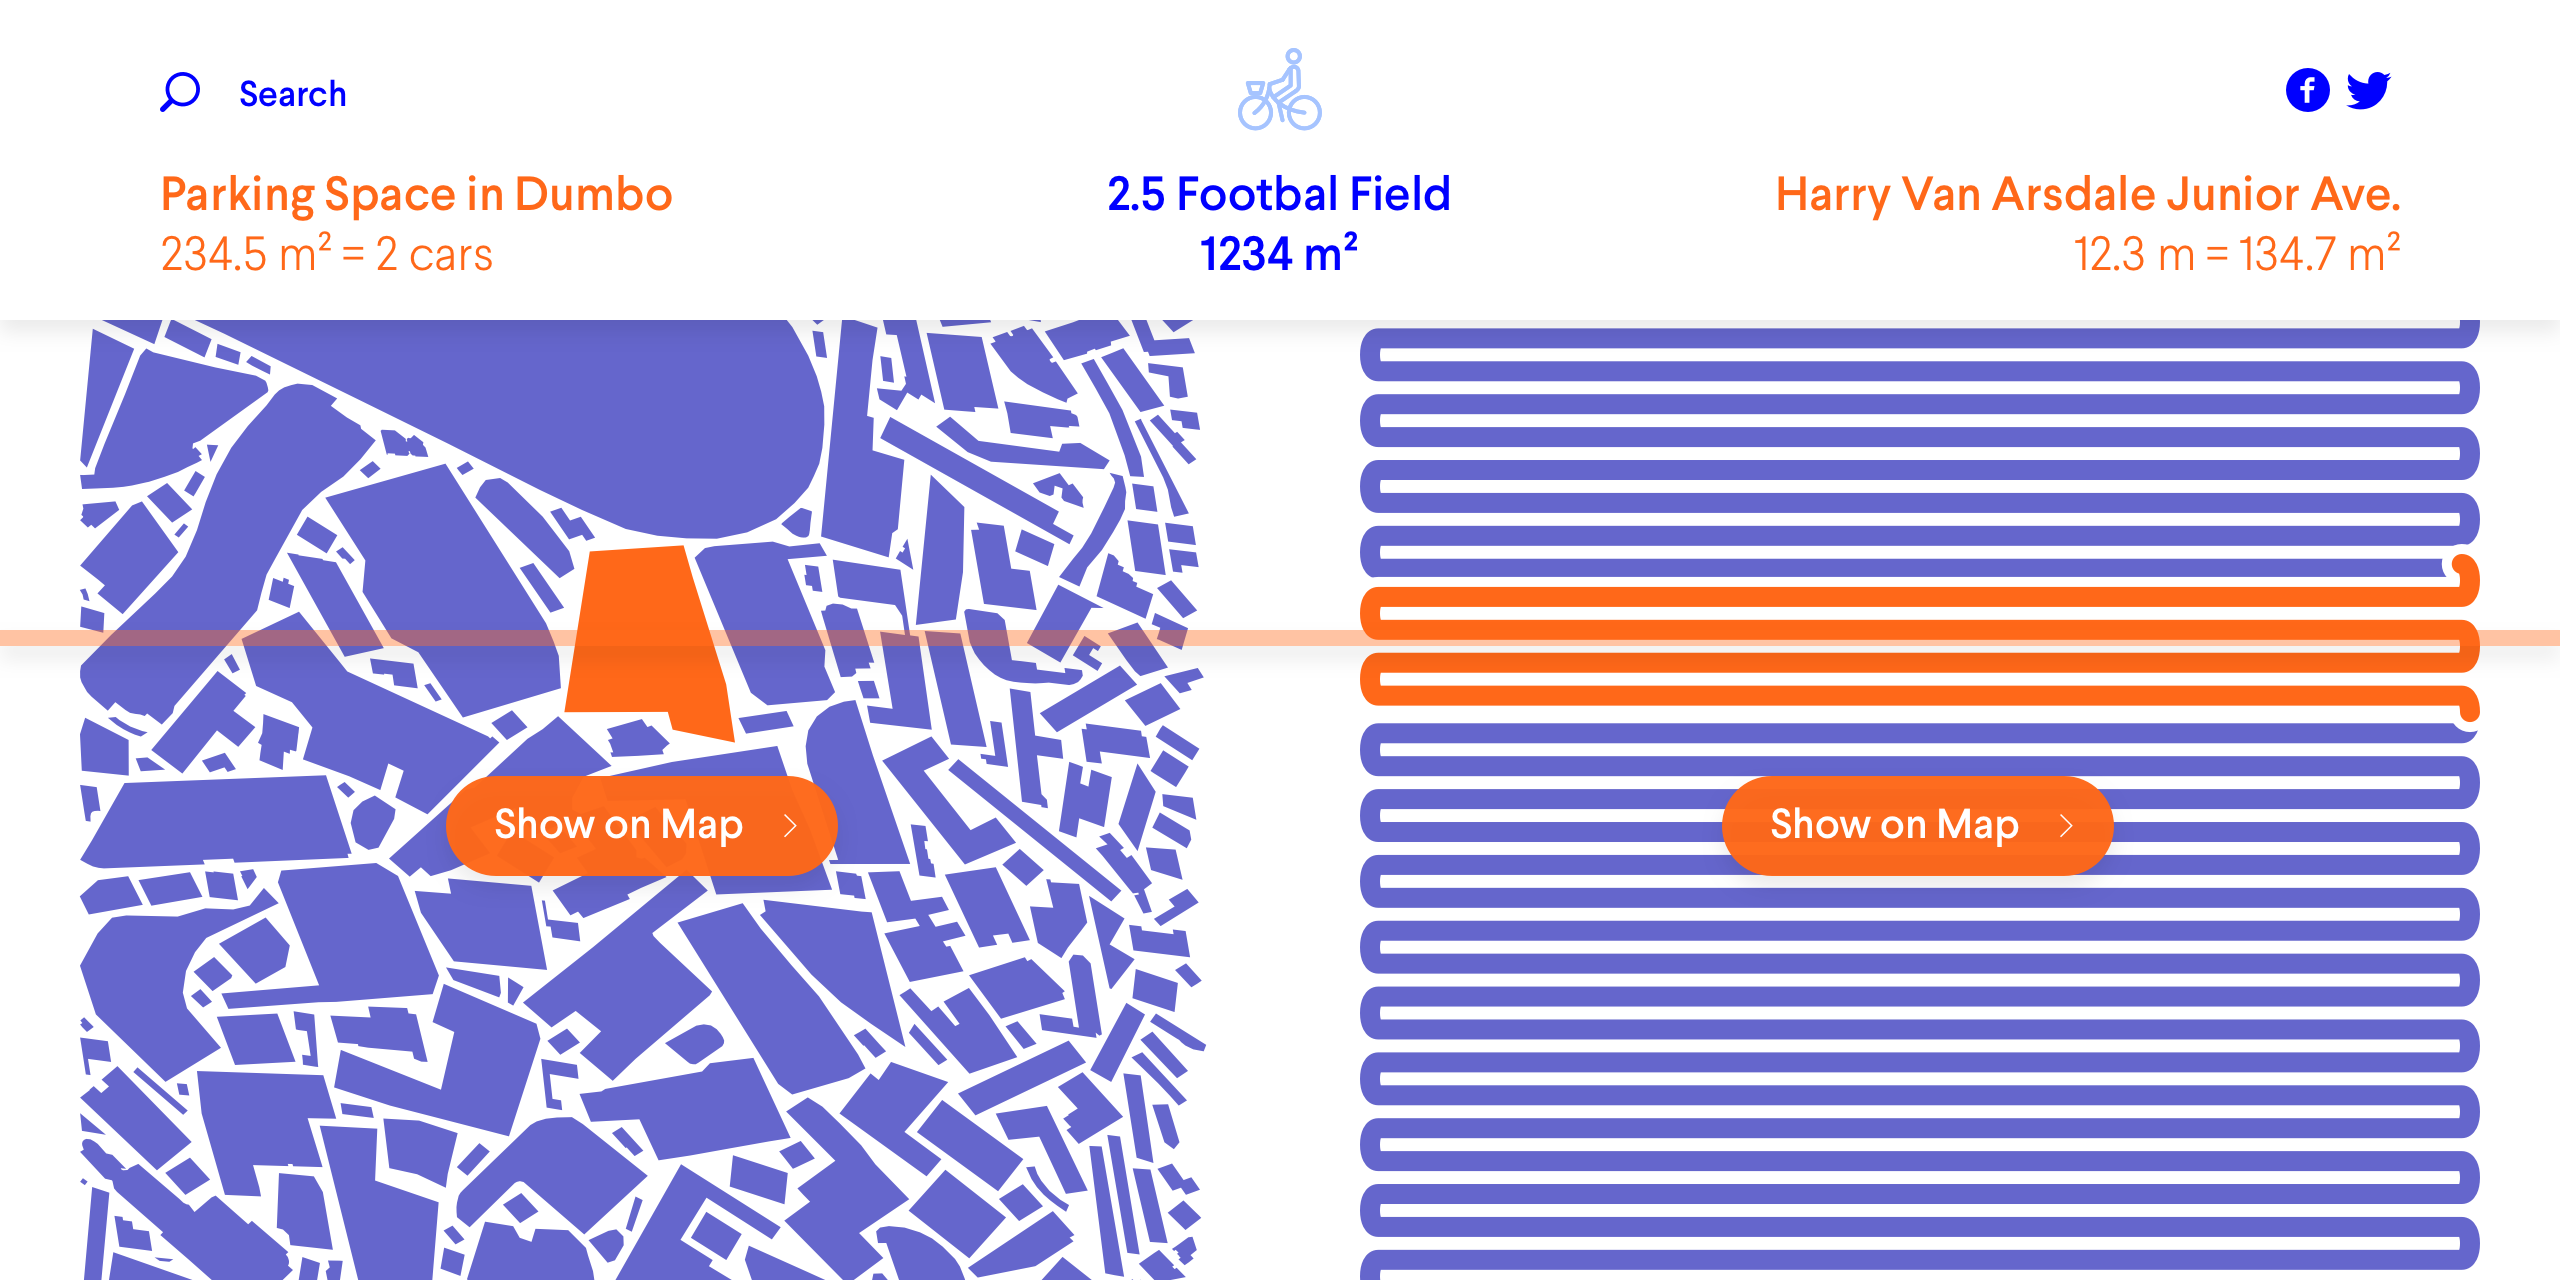 Search
Parking Space in Dumbo
234.5 m² = 2 cars
2.5 Footbal Field
1234 m²
Harry Van Arsdale Junior Ave.
12.3 m = 134.7 m²
Show on Map
Show on Map